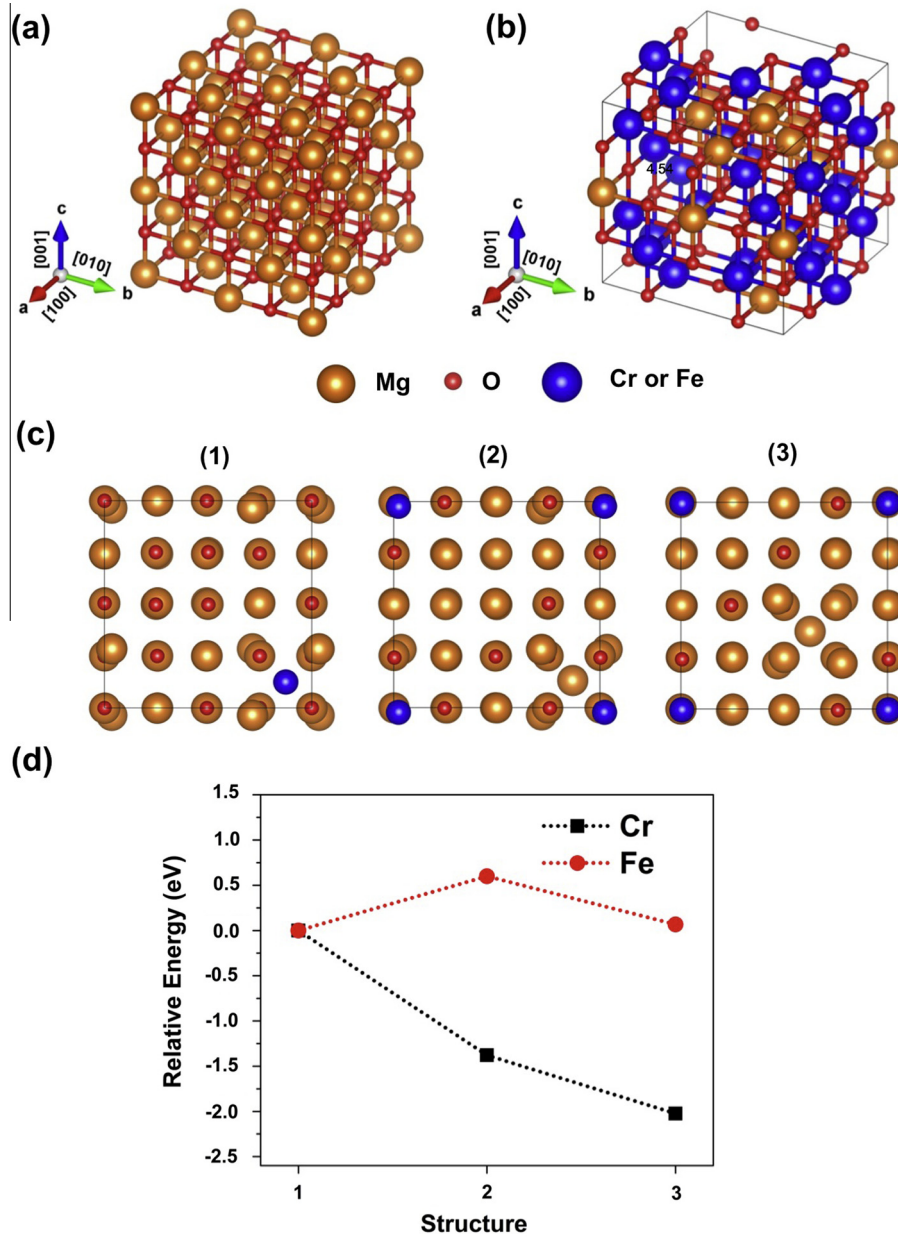 (a)
(b)
4.54
c
[001]
[010]
[100]
a
b
c
[001]
[010]
[100]
a
b
Mg
O
Cr or Fe
(c)
(1)
(2)
(3)
(d)
1.5
1.0
0.5
0.0
-0.5
-1.0
-1.5
-2.0
-2.5
Relative Energy (eV)
Cr
Fe
1
2
3
Structure